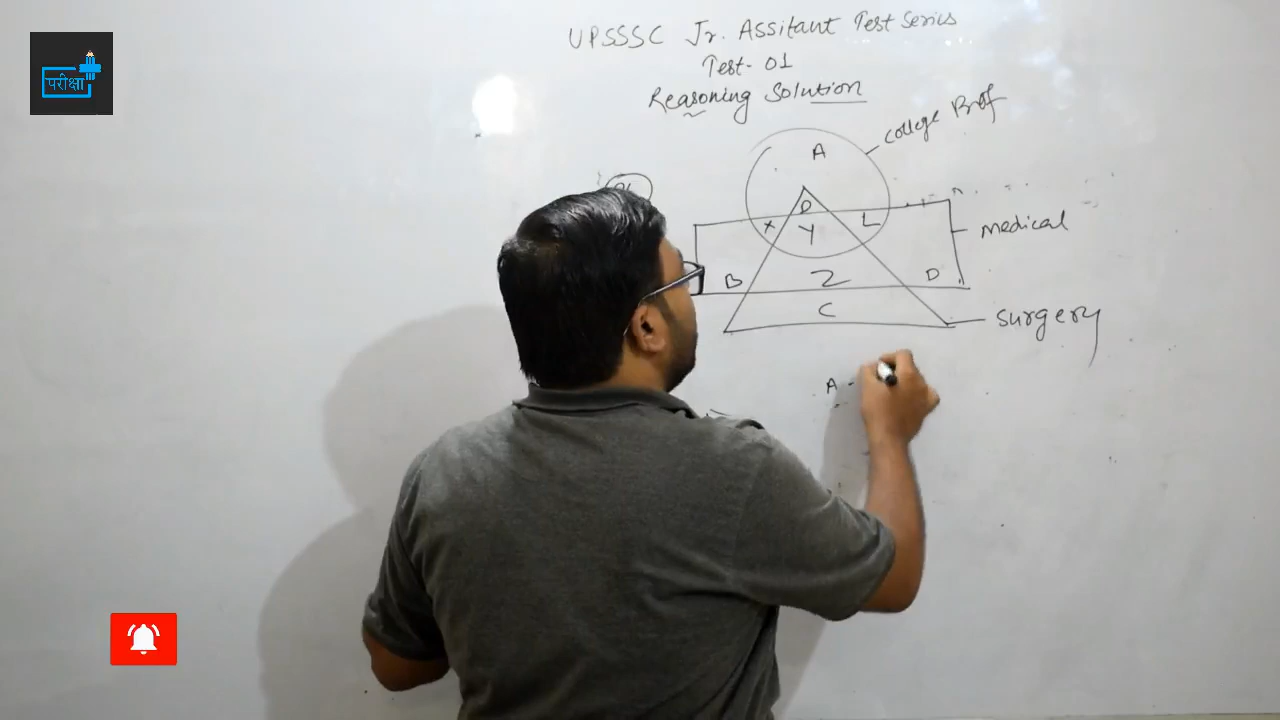 UPSSSC Jr. Assitant Test Series
Test-01
Reasoning Solution
परीक्षा
college Prof
A
O
X Y L
medical
B Z D
C
surgery
A -